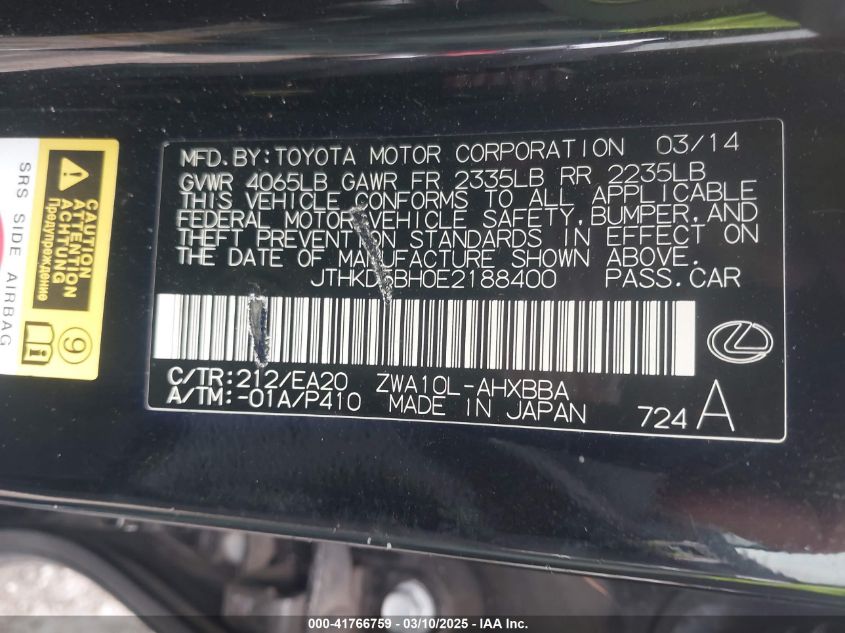 MFD.BY:TOYOTA MOTOR CORPORATION 03/14
GVWR 4065LB GAWR FR 2335LB RR 2235LB
THIS VEHICLE CONFORMS TO ALL APPLICABLE
FEDERAL MOTOR VEHICLE SAFETY,BUMPER,AND
THEFT PREVENTION STANDARDS IN EFFECT ON
THE DATE OF MANUFACTURE SHOWN ABOVE.
JTHKD5BH0E2188400 PASS.CAR
C/TR:212/EA20 ZWA10L-AHXBBA
A/TM:-01A/P410 MADE IN JAPAN 724 A
SRS SIDE AIRBAG
CAUTION
ATTENTION
ACHTUNG
Предупреждение
9
000-41766759 - 03/10/2025 - IAA Inc.